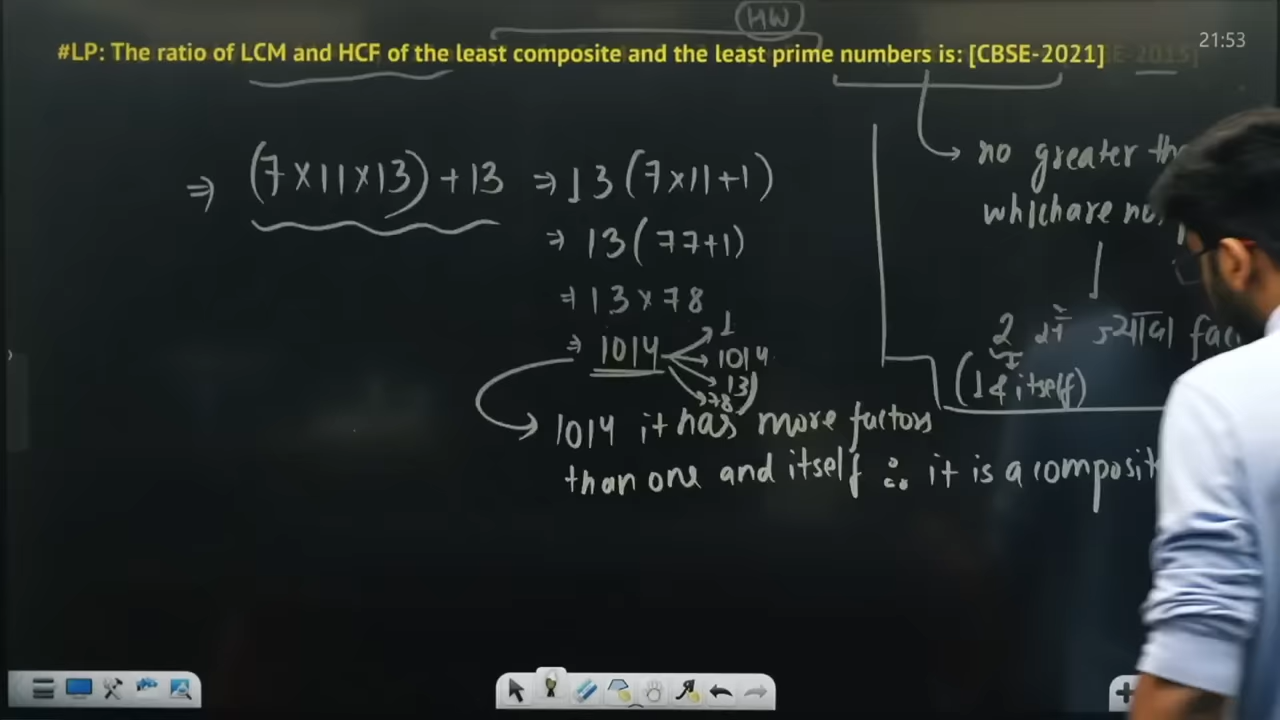 HW
21:53
#LP: The ratio of LCM and HCF of the least composite and the least prime numbers is: [CBSE-2021]
⇒ (7×11×13)+13 ⇒ 13(7×11+1)
⇒ 13(77+1)
⇒ 13×78
⇒ 1014
1
1014
13
78
1014 it has more factors
than one and itself ∴ it is a composit
no greater
which are
2
(1 & itself)